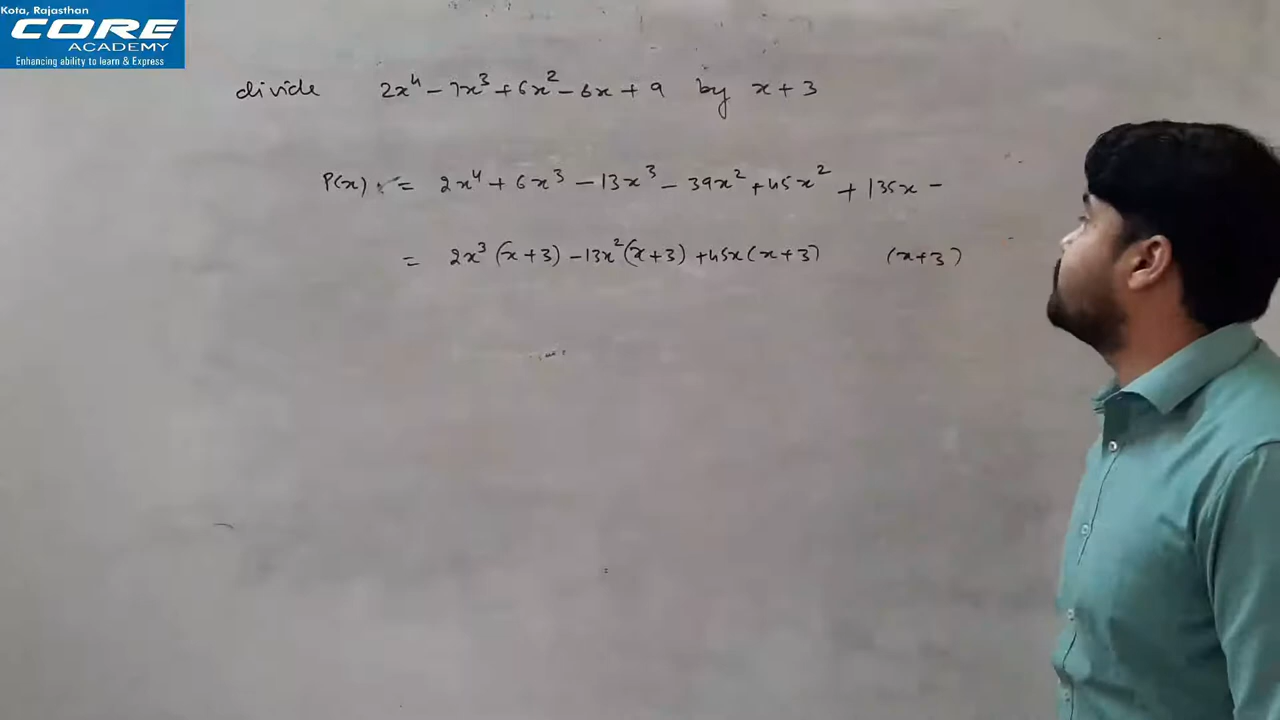 Kota, Rajasthan
CORE
ACADEMY
Enhancing ability to learn & Express
divide 2x⁴ - 7x³ + 6x² - 6x + 9 by x + 3
P(x) = 2x⁴ + 6x³ - 13x³ - 39x² + 45x² + 135x -
= 2x³ (x + 3) - 13x² (x + 3) + 45x (x + 3) (x + 3)